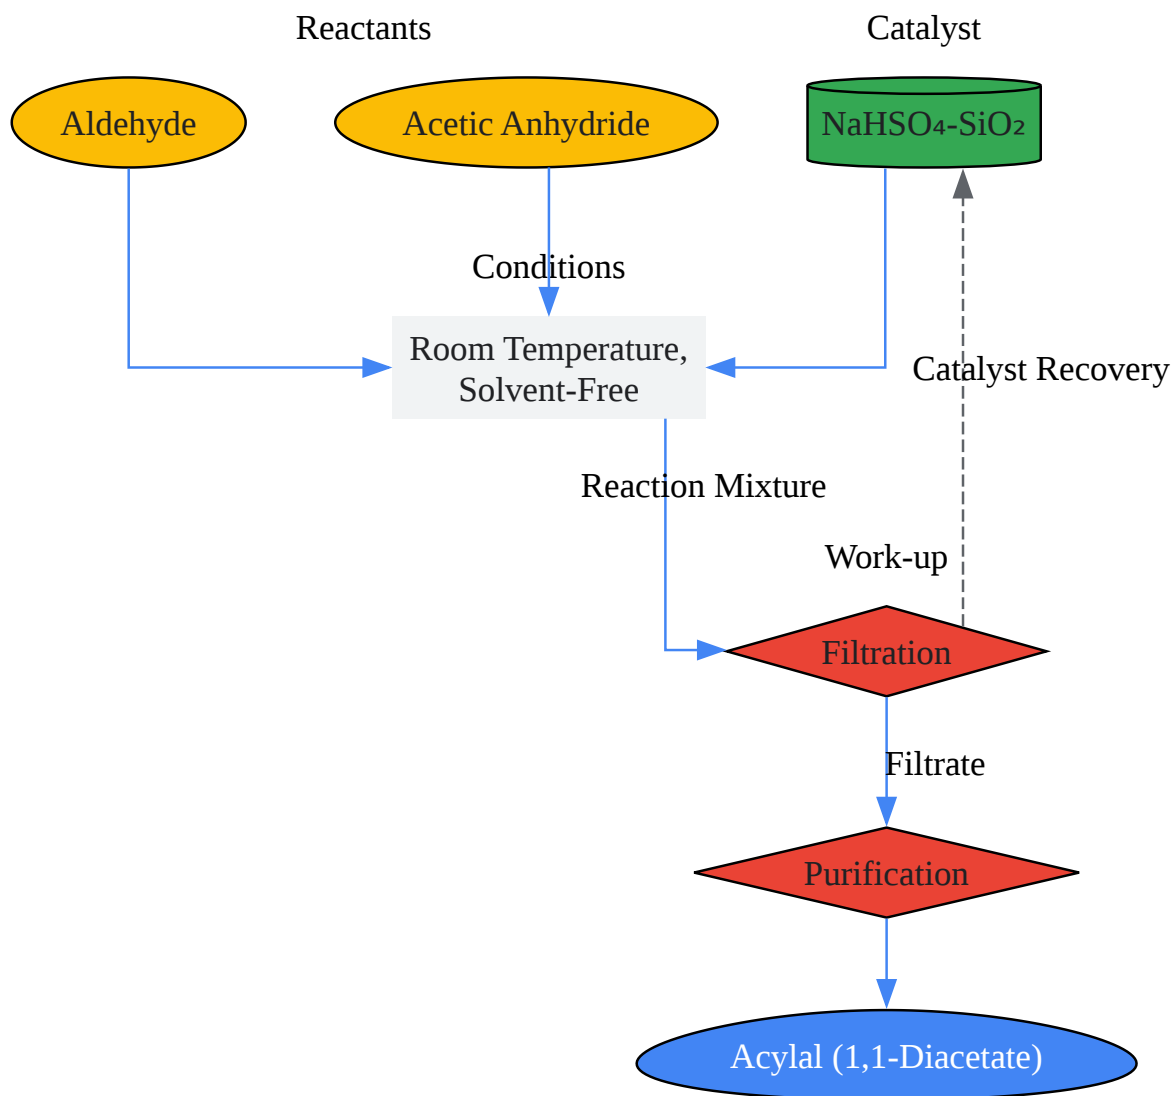 Reactants
Catalyst
Aldehyde
Acetic Anhydride
NaHSO₄-SiO₂
Conditions
Room Temperature,
Solvent-Free
Catalyst Recovery
Reaction Mixture
Work-up
Filtration
Filtrate
Purification
Acylal (1,1-Diacetate)